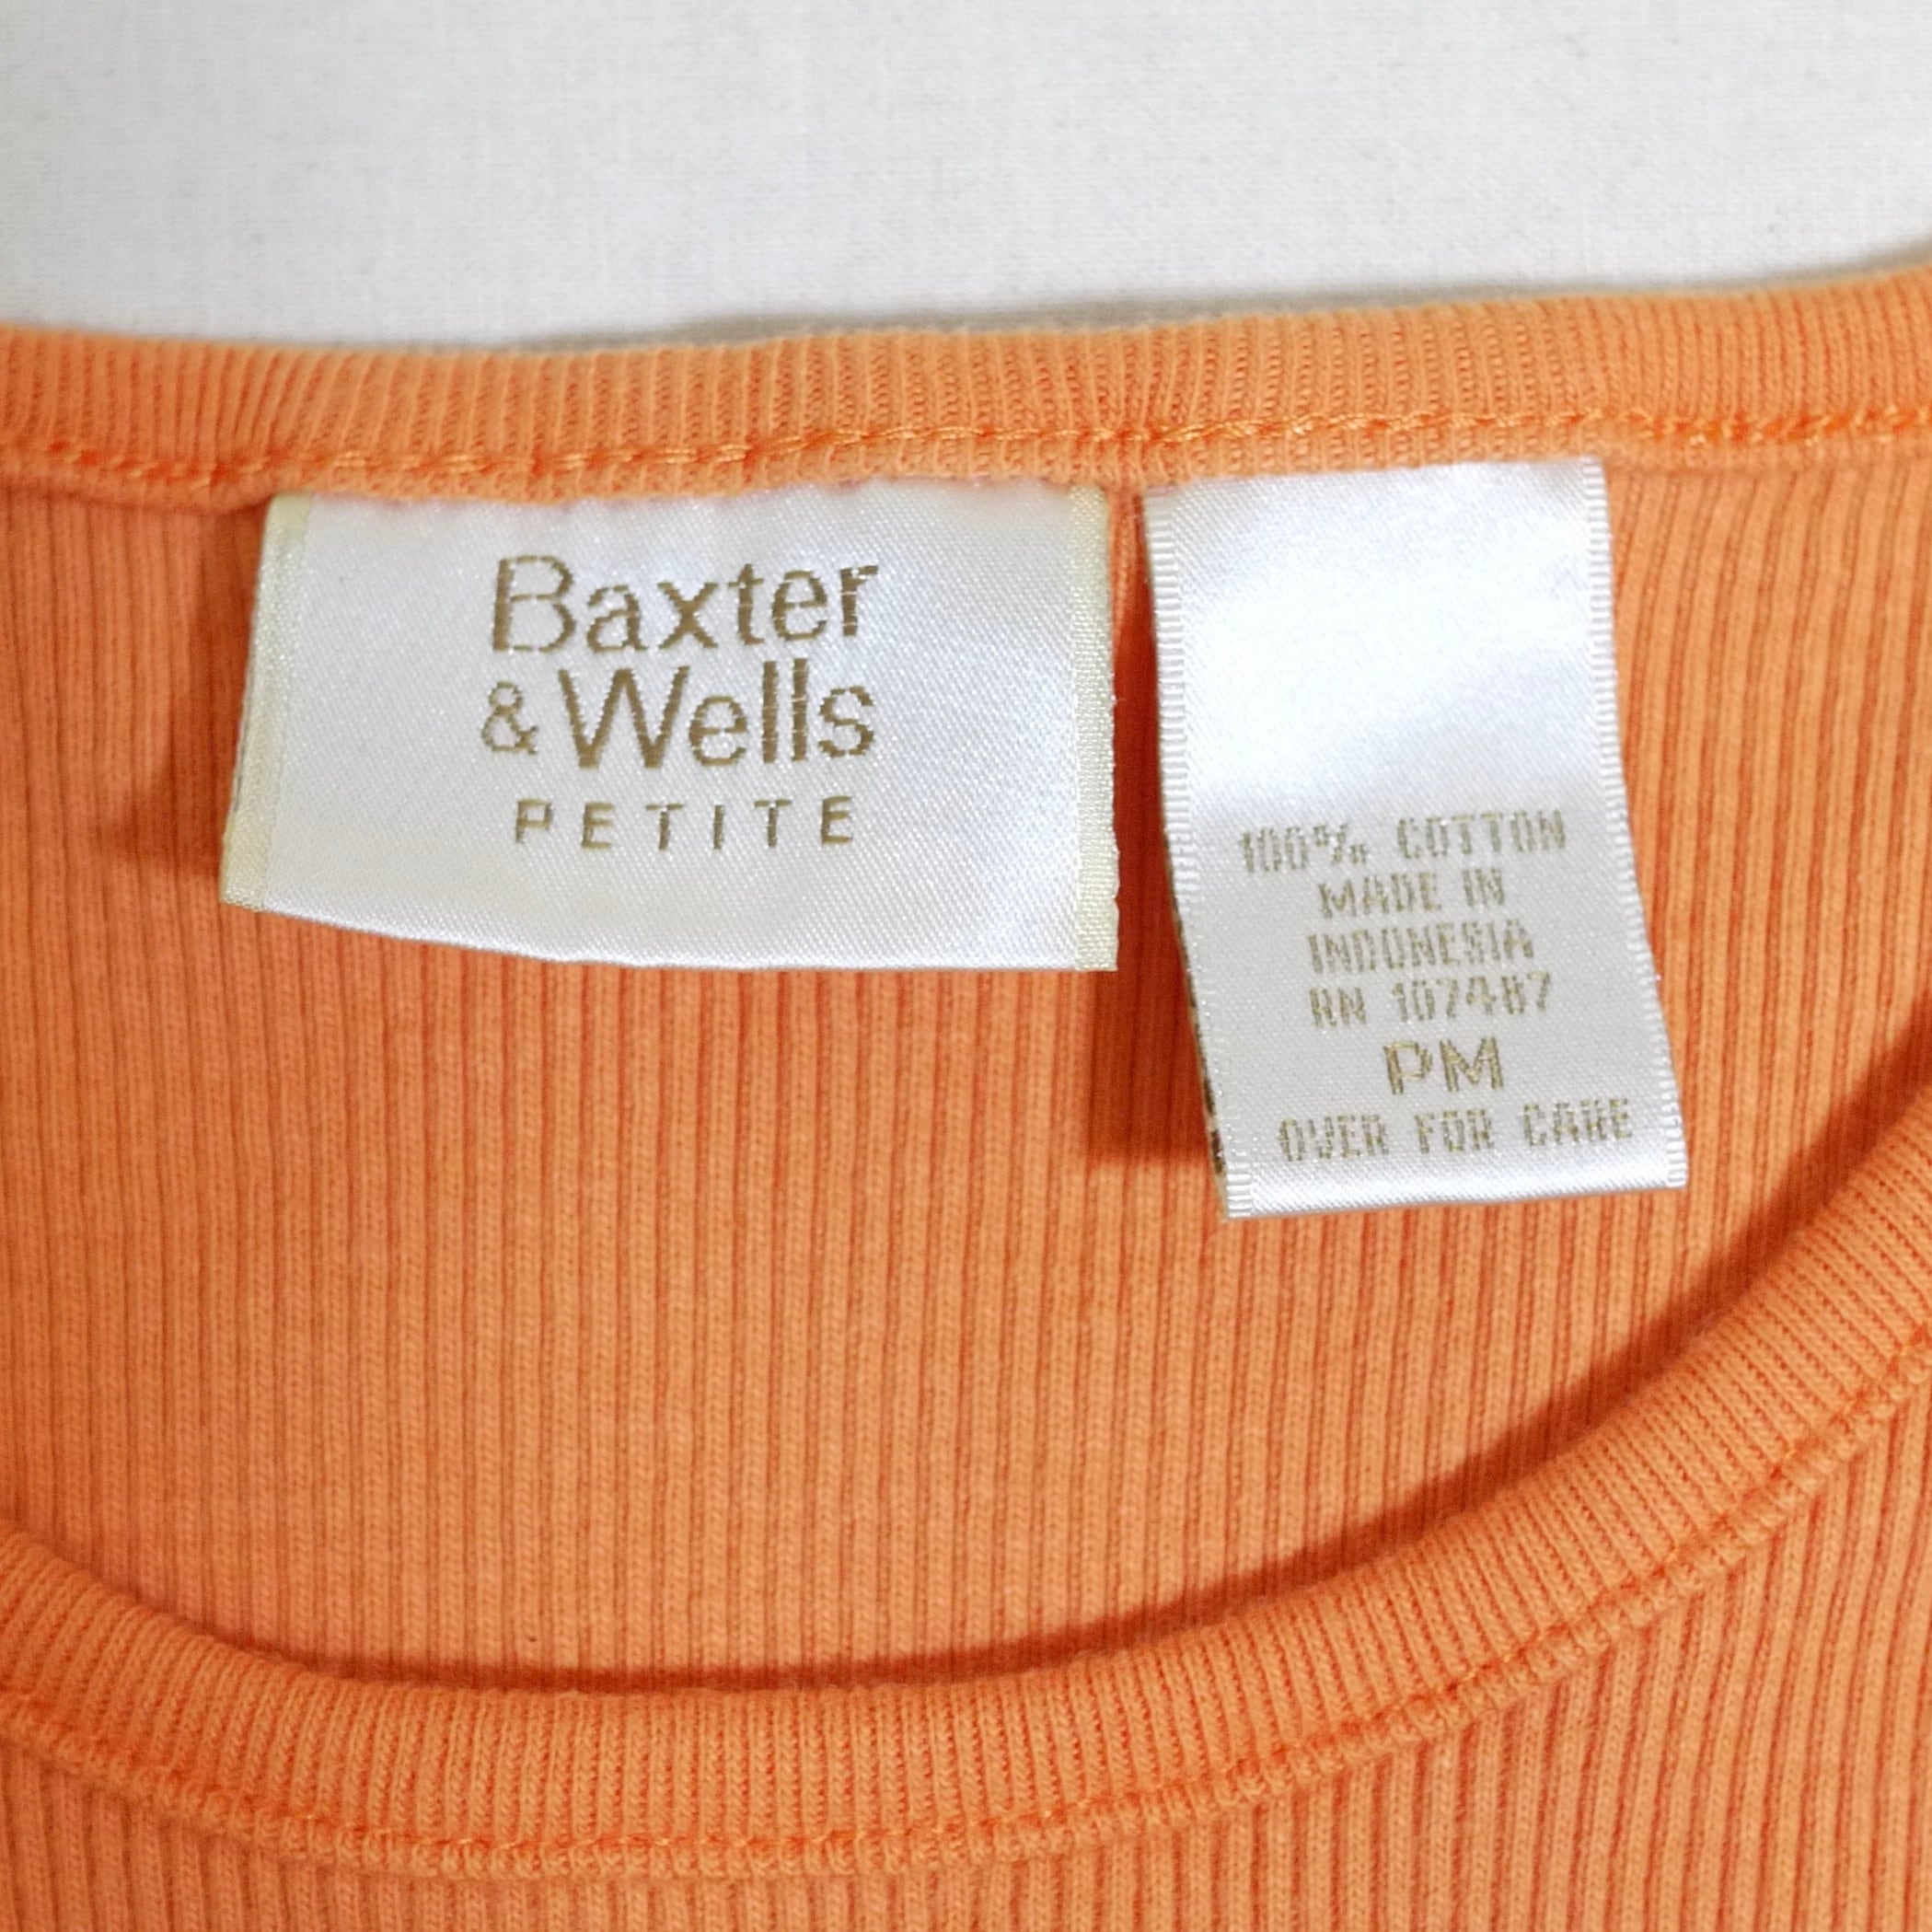 Baxter
& Wells
PETITE
100% COTTON
MADE IN
INDONESIA
RN 107487
PM
OVER FOR CARE